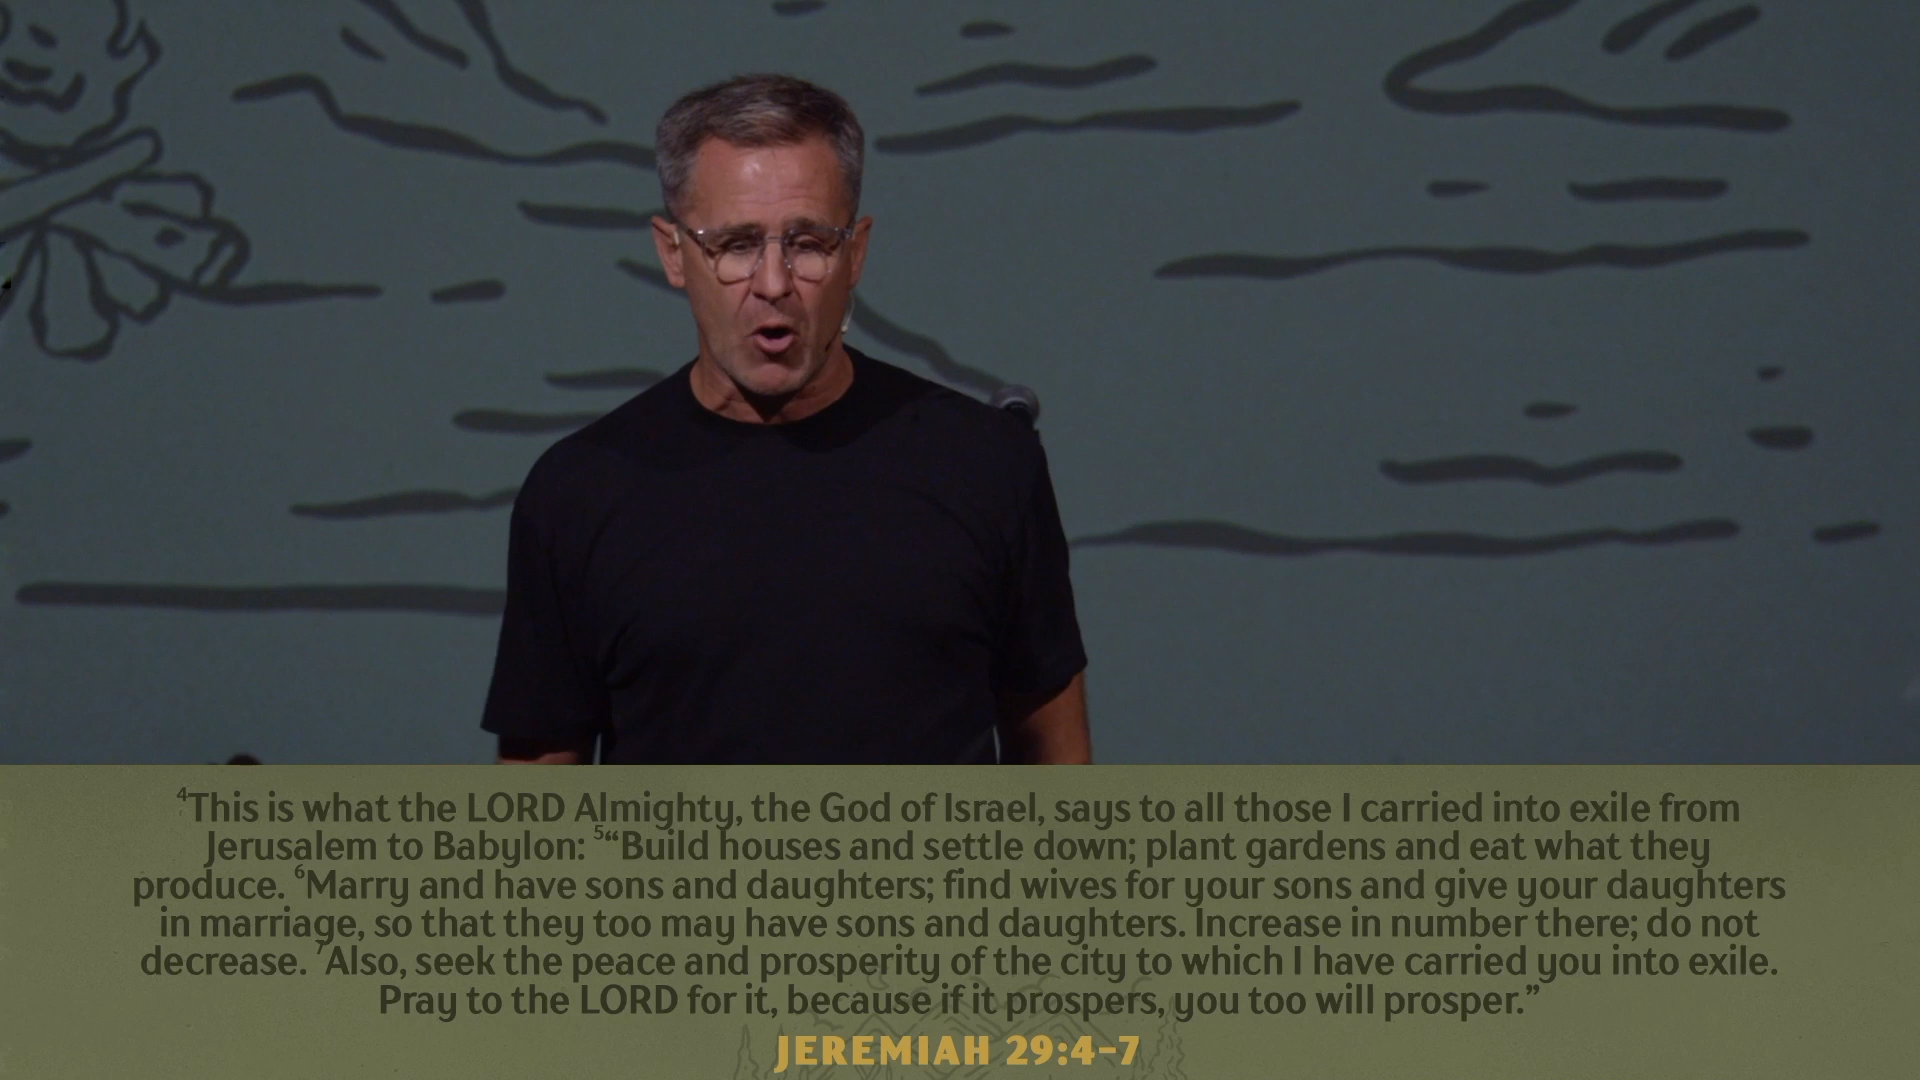 ⁴This is what the LORD Almighty, the God of Israel, says to all those I carried into exile from
Jerusalem to Babylon: ⁵“Build houses and settle down; plant gardens and eat what they
produce. ⁶Marry and have sons and daughters; find wives for your sons and give your daughters
in marriage, so that they too may have sons and daughters. Increase in number there; do not
decrease. ⁷Also, seek the peace and prosperity of the city to which I have carried you into exile.
Pray to the LORD for it, because if it prospers, you too will prosper.”
JEREMIAH 29:4–7